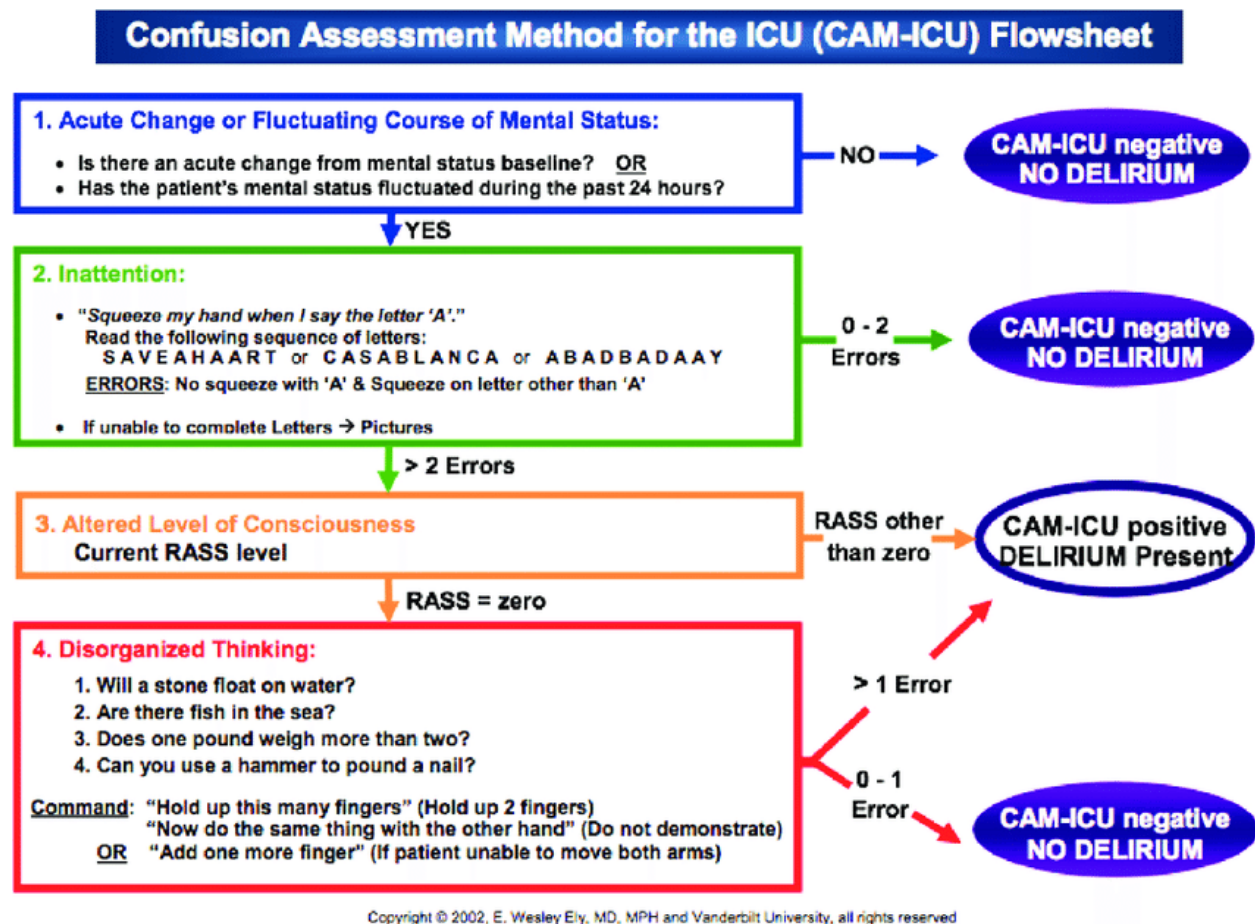 Confusion Assessment Method for the ICU (CAM-ICU) Flowsheet
1. Acute Change or Fluctuating Course of Mental Status:
• Is there an acute change from mental status baseline? OR
• Has the patient's mental status fluctuated during the past 24 hours?
NO
CAM-ICU negative
NO DELIRIUM
YES
2. Inattention:
• "Squeeze my hand when I say the letter 'A'."
Read the following sequence of letters:
S A V E A H A A R T or C A S A B L A N C A or A B A D B A D A A Y
ERRORS: No squeeze with 'A' & Squeeze on letter other than 'A'
• If unable to complete Letters → Pictures
0 - 2
Errors
CAM-ICU negative
NO DELIRIUM
> 2 Errors
3. Altered Level of Consciousness
Current RASS level
RASS other
than zero
CAM-ICU positive
DELIRIUM Present
RASS = zero
4. Disorganized Thinking:
1. Will a stone float on water?
2. Are there fish in the sea?
3. Does one pound weigh more than two?
4. Can you use a hammer to pound a nail?
Command: "Hold up this many fingers" (Hold up 2 fingers)
"Now do the same thing with the other hand" (Do not demonstrate)
OR "Add one more finger" (If patient unable to move both arms)
> 1 Error
0 - 1
Error
CAM-ICU negative
NO DELIRIUM
Copyright © 2002, E. Wesley Ely, MD, MPH and Vanderbilt University, all rights reserved